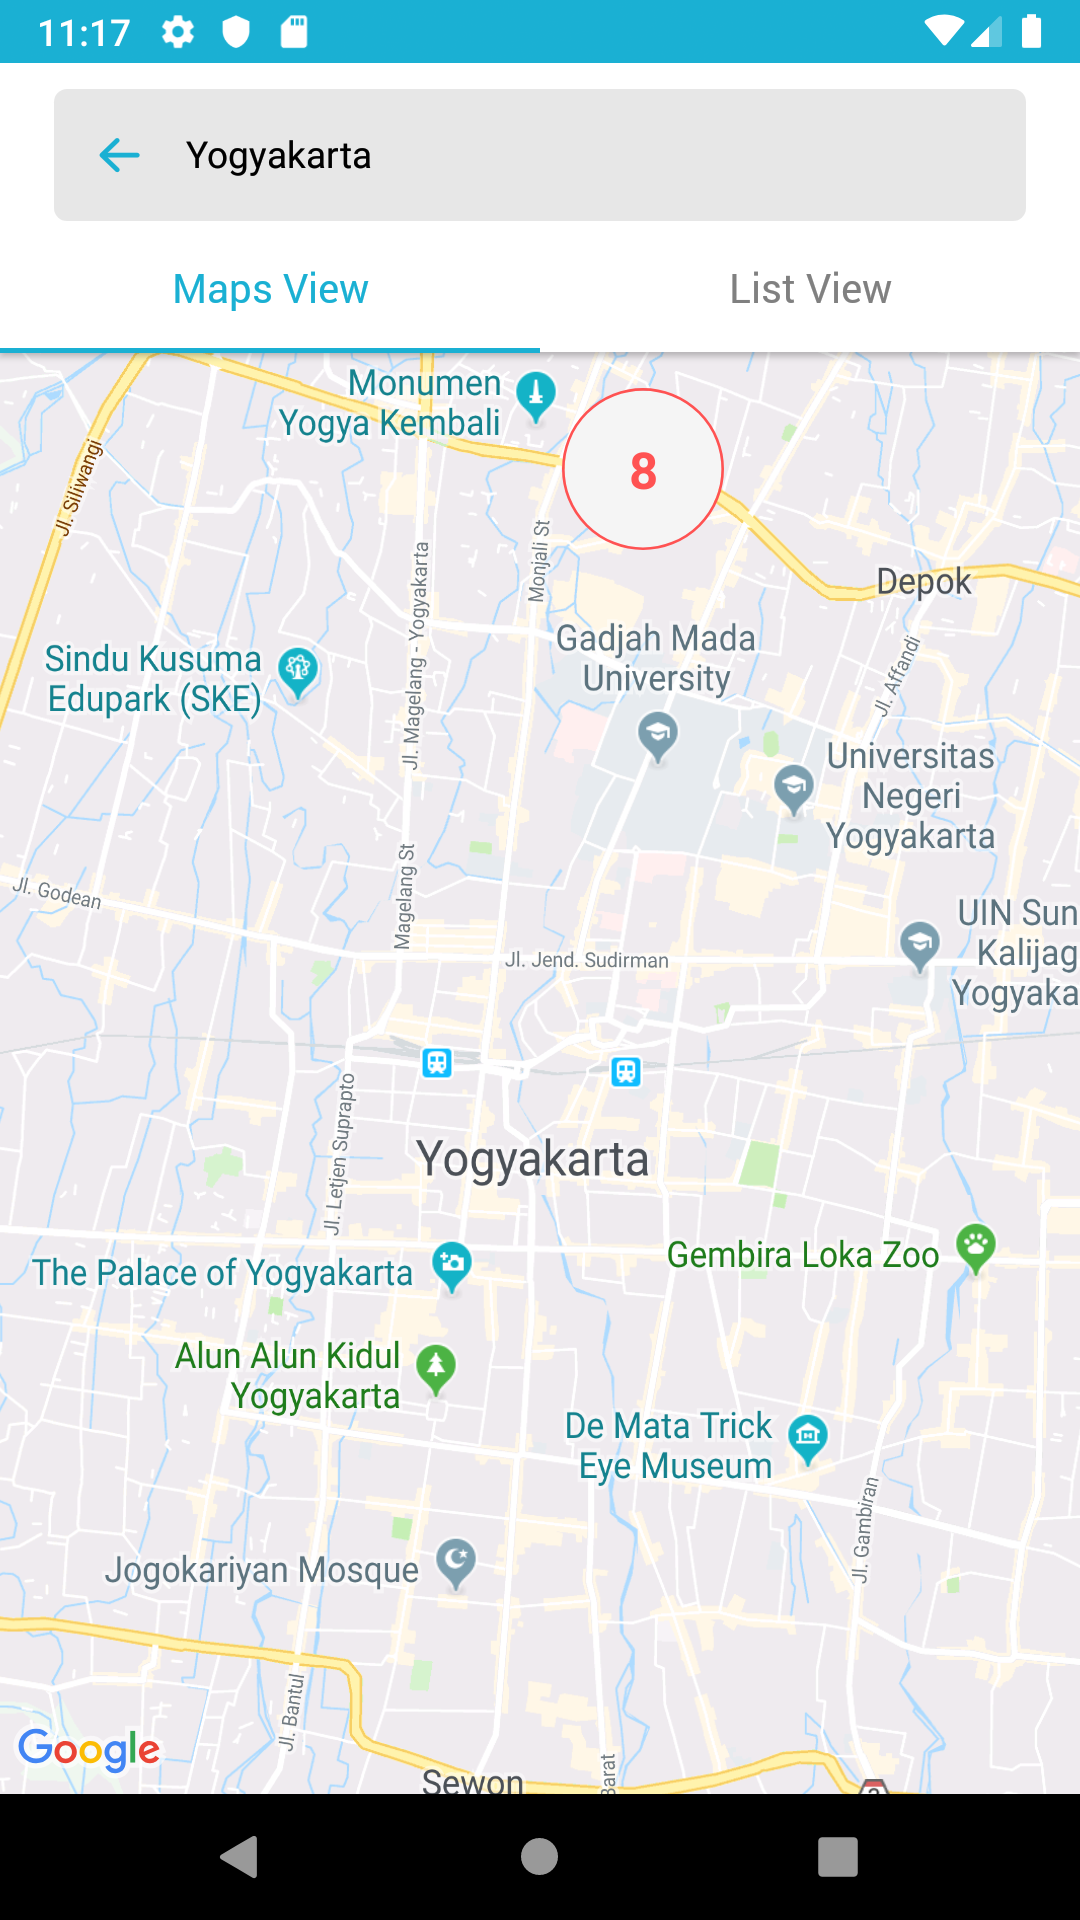 11:17
Yogyakarta
Maps View
List View
Monumen
Yogya Kembali
8
Jl. Siliwangi
Monjali St
Jl. Magelang - Yogyakarta
Depok
Gadjah Mada
University
Sindu Kusuma
Edupark (SKE)
Jl. Affandi
Universitas
Negeri
Yogyakarta
Magelang St
Jl. Godean
UIN Sun
Kalijag
Yogyaka
Jl. Jend. Sudirman
Jl. Letjen Suprapto
Yogyakarta
Gembira Loka Zoo
The Palace of Yogyakarta
Alun Alun Kidul
Yogyakarta
De Mata Trick
Eye Museum
Jl. Gambiran
Jogokariyan Mosque
Jl. Bantul
Google
Sewon
Barat